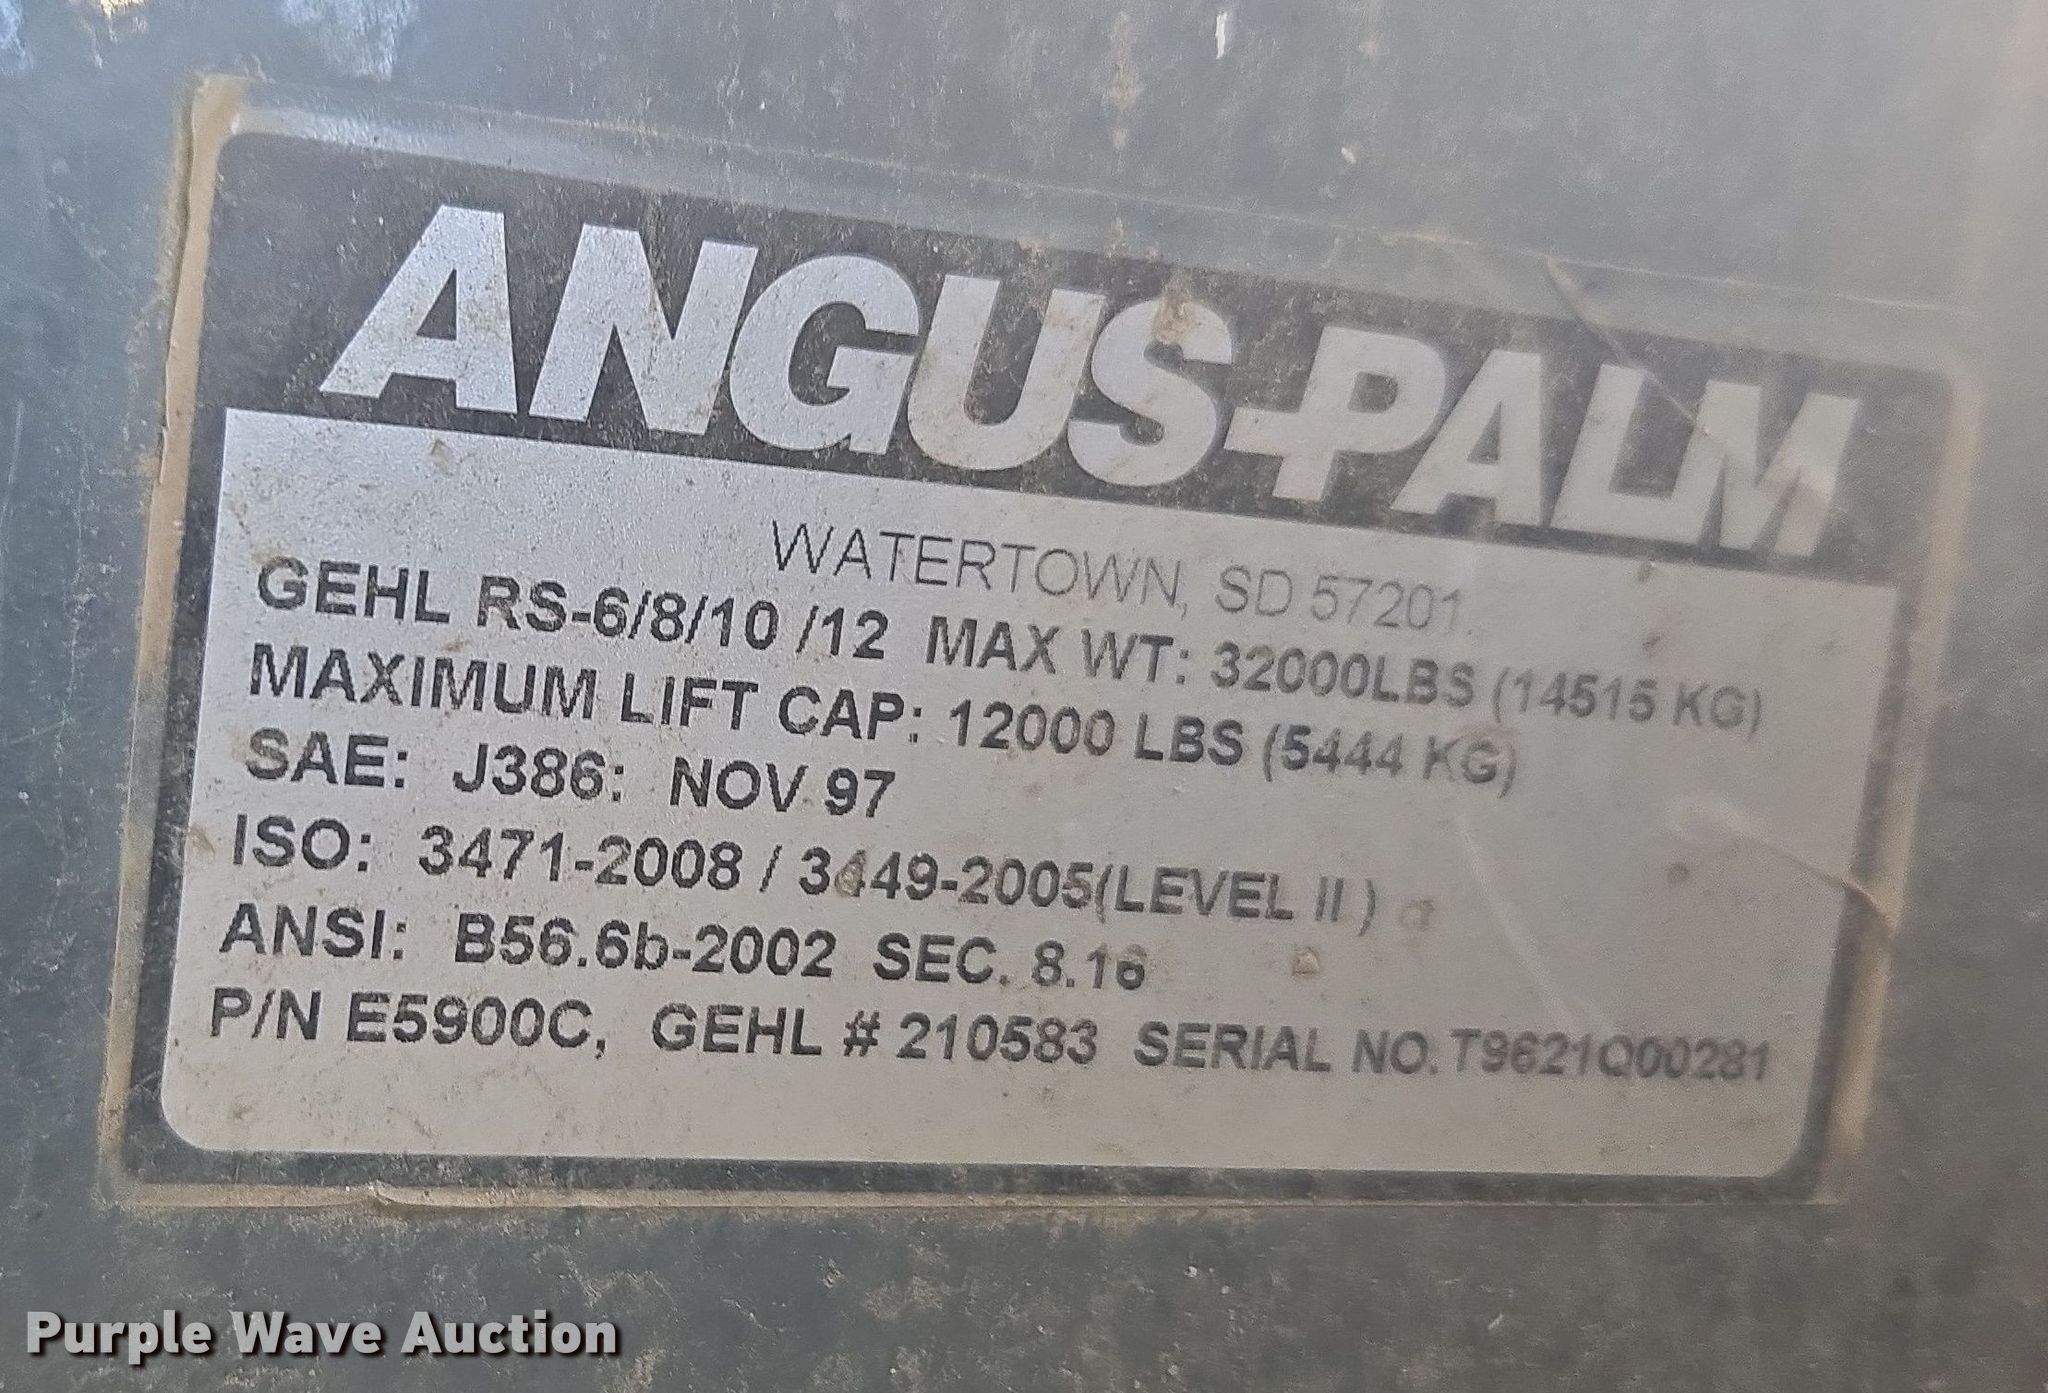 ANGUS-PALM
WATERTOWN, SD 57201
GEHL RS-6/8/10 /12 MAX WT: 32000LBS (14515 KG)
MAXIMUM LIFT CAP: 12000 LBS (5444 KG)
SAE: J386: NOV 97
ISO: 3471-2008 / 3449-2005(LEVEL II )
ANSI: B56.6b-2002 SEC. 8.16
P/N E5900C, GEHL # 210583 SERIAL NO. T9621Q00281
Purple Wave Auction